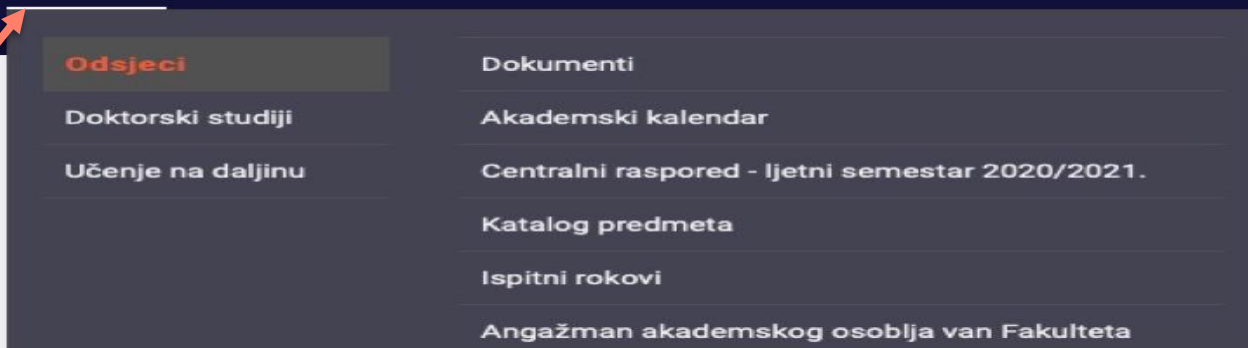 Odsjeci
Doktorski studiji
Učenje na daljinu
Dokumenti
Akademski kalendar
Centralni raspored - ljetni semestar 2020/2021.
Katalog predmeta
Ispitni rokovi
Angažman akademskog osoblja van Fakulteta